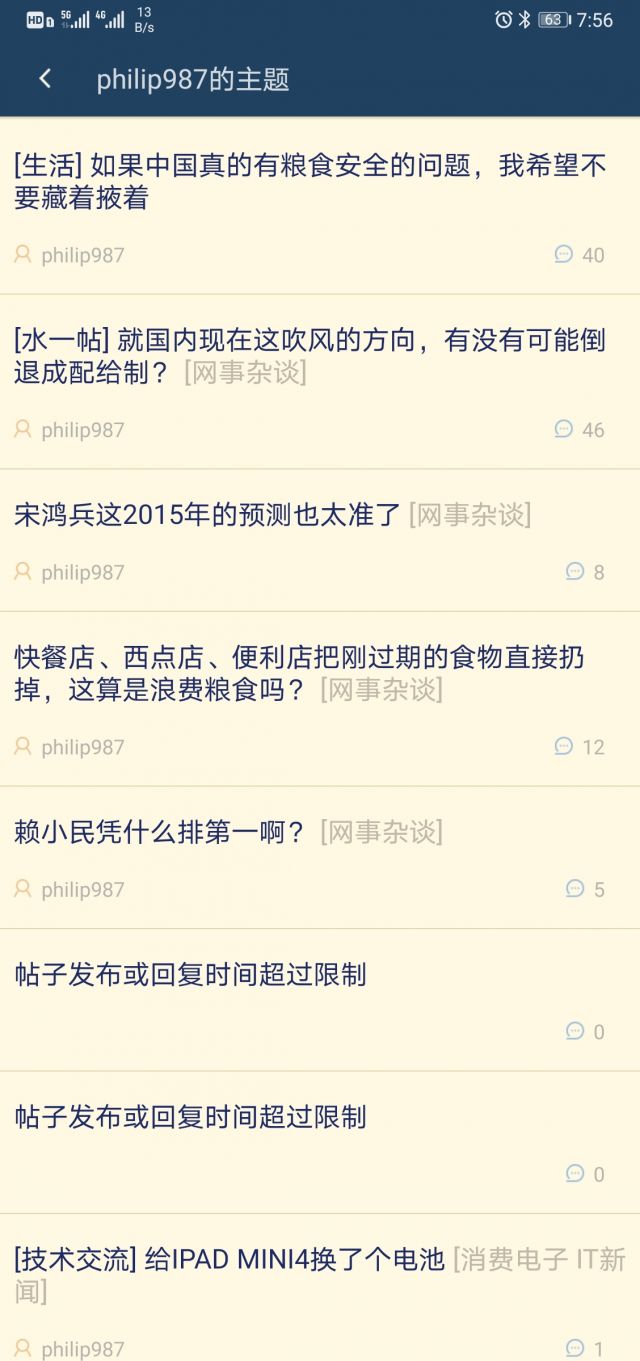 HD 5G 4G 13 B/s 63 7:56
philip987的主题
[生活] 如果中国真的有粮食安全的问题，我希望不
要藏着掖着
philip987 40
[水一帖] 就国内现在这吹风的方向，有没有可能倒
退成配给制？ [网事杂谈]
philip987 46
宋鸿兵这2015年的预测也太准了 [网事杂谈]
philip987 8
快餐店、西点店、便利店把刚过期的食物直接扔
掉，这算是浪费粮食吗？ [网事杂谈]
philip987 12
赖小民凭什么排第一啊？ [网事杂谈]
philip987 5
帖子发布或回复时间超过限制
0
帖子发布或回复时间超过限制
0
[技术交流] 给IPAD MINI4换了个电池 [消费电子 IT新
闻]
philip987 1